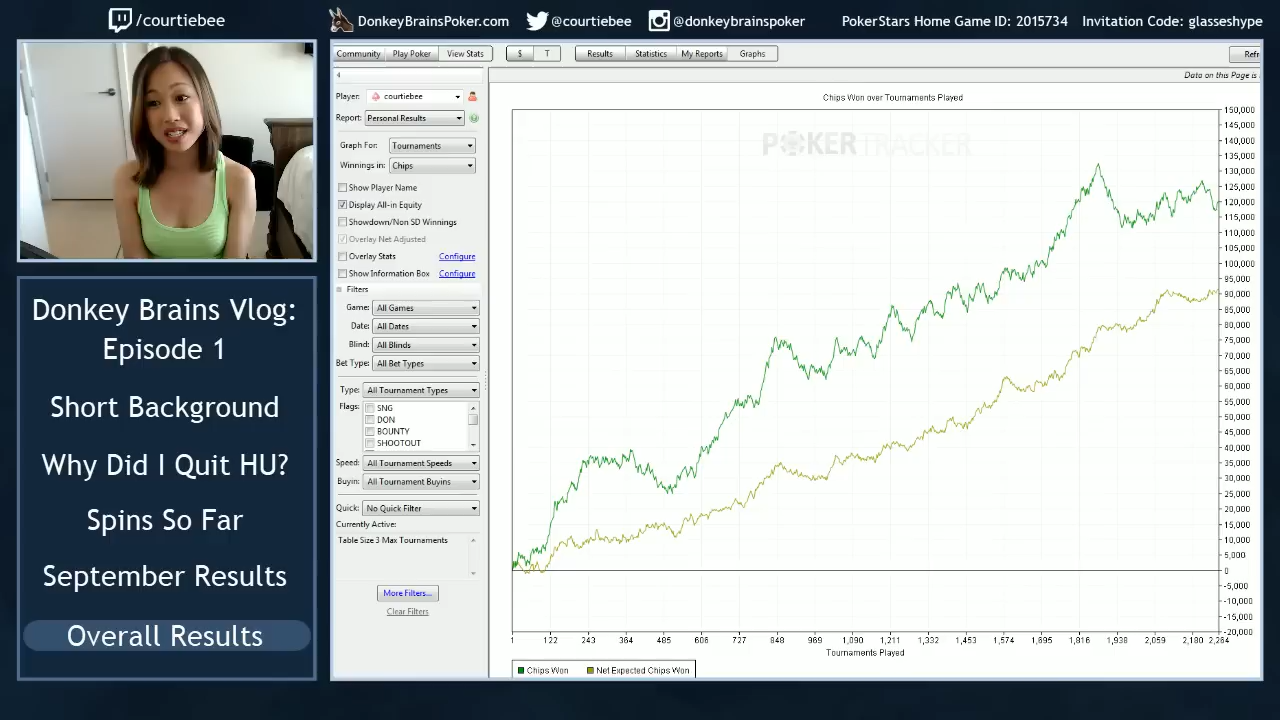 /courtiebee
DonkeyBrainsPoker.com
@courtiebee
@donkeybrainspoker
PokerStars Home Game ID: 2015734
Invitation Code: glasseshype
Donkey Brains Vlog:
Episode 1
Short Background
Why Did I Quit HU?
Spins So Far
September Results
Overall Results
Community Play Poker View Stats
$ T
Results Statistics My Reports Graphs
Refr
Data on this Page is
Player: courtiebee
Report: Personal Results
Graph For: Tournaments
Winnings in: Chips
Show Player Name
Display All-in Equity
Showdown/Non SD Winnings
Overlay Net Adjusted
Overlay Stats Configure
Show Information Box Configure
Filters
Game: All Games
Date: All Dates
Blind: All Blinds
Bet Type: All Bet Types
Type: All Tournament Types
Flags: SNG
DON
BOUNTY
SHOOTOUT
Speed: All Tournament Speeds
Buyin: All Tournament Buyins
Quick: No Quick Filter
Currently Active:
Table Size 3 Max Tournaments
More Filters...
Clear Filters
Chips Won over Tournaments Played
POKERTRACKER
150,000
145,000
140,000
135,000
130,000
125,000
120,000
115,000
110,000
105,000
100,000
95,000
90,000
85,000
80,000
75,000
70,000
65,000
60,000
55,000
50,000
45,000
40,000
35,000
30,000
25,000
20,000
15,000
10,000
5,000
0
-5,000
-10,000
-15,000
-20,000
1 122 243 364 485 606 727 848 969 1,090 1,211 1,332 1,453 1,574 1,695 1,816 1,938 2,059 2,180 2,284
Tournaments Played
Chips Won Net Expected Chips Won